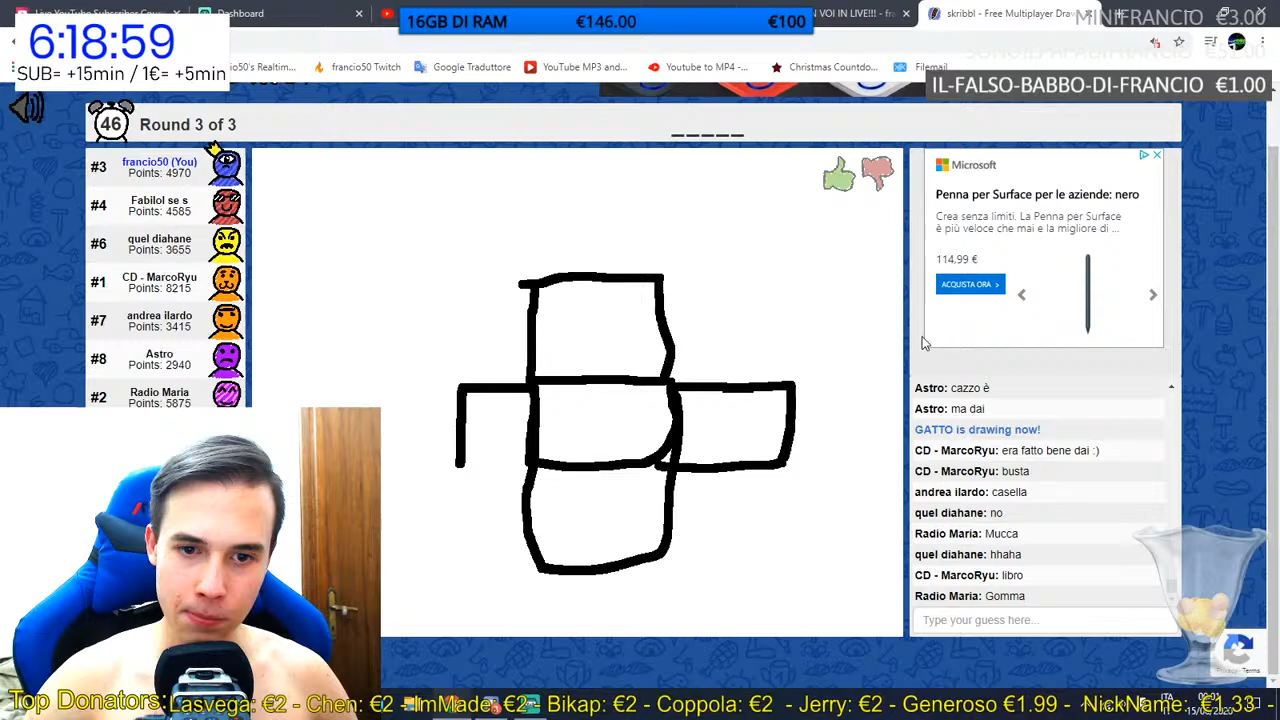 Dashboard
VOI IN LIVE!!! - fre
skribbl - Free Multiplayer Draw
16GB DI RAM €146.00 €100
MINIFRANCIO €3.00
6:18:59
SUB= +15min / 1€= +5min
IL-FALSO-BABBO-DI-FRANCIO €1.00
francio50 Twitch
Google Traduttore
YouTube MP3 and...
Youtube to MP4 -...
Christmas Countdo...
Filemail
46
Round 3 of 3
_____
#3 francio50 (You)
Points: 4970
#4 Fabilol se s
Points: 4585
#6 quel diahane
Points: 3655
#1 CD - MarcoRyu
Points: 8215
#7 andrea ilardo
Points: 3415
#8 Astro
Points: 2940
#2 Radio Maria
Points: 5875
Microsoft
Penna per Surface per le aziende: nero
Crea senza limiti. La Penna per Surface
è più veloce che mai e la migliore di ...
114,99 €
ACQUISTA ORA >
Astro: cazzo è
Astro: ma dai
GATTO is drawing now!
CD - MarcoRyu: era fatto bene dai :)
CD - MarcoRyu: busta
andrea ilardo: casella
quel diahane: no
Radio Maria: Mucca
quel diahane: hhaha
CD - MarcoRyu: libro
Radio Maria: Gomma
Type your guess here...
Top Donators: Lasvega: €2 - Chen: €2 - ImMade: €2 - Bikap: €2 - Coppola: €2 - Jerry: €2 - Generoso €1.99 - NickName: €1.33 -